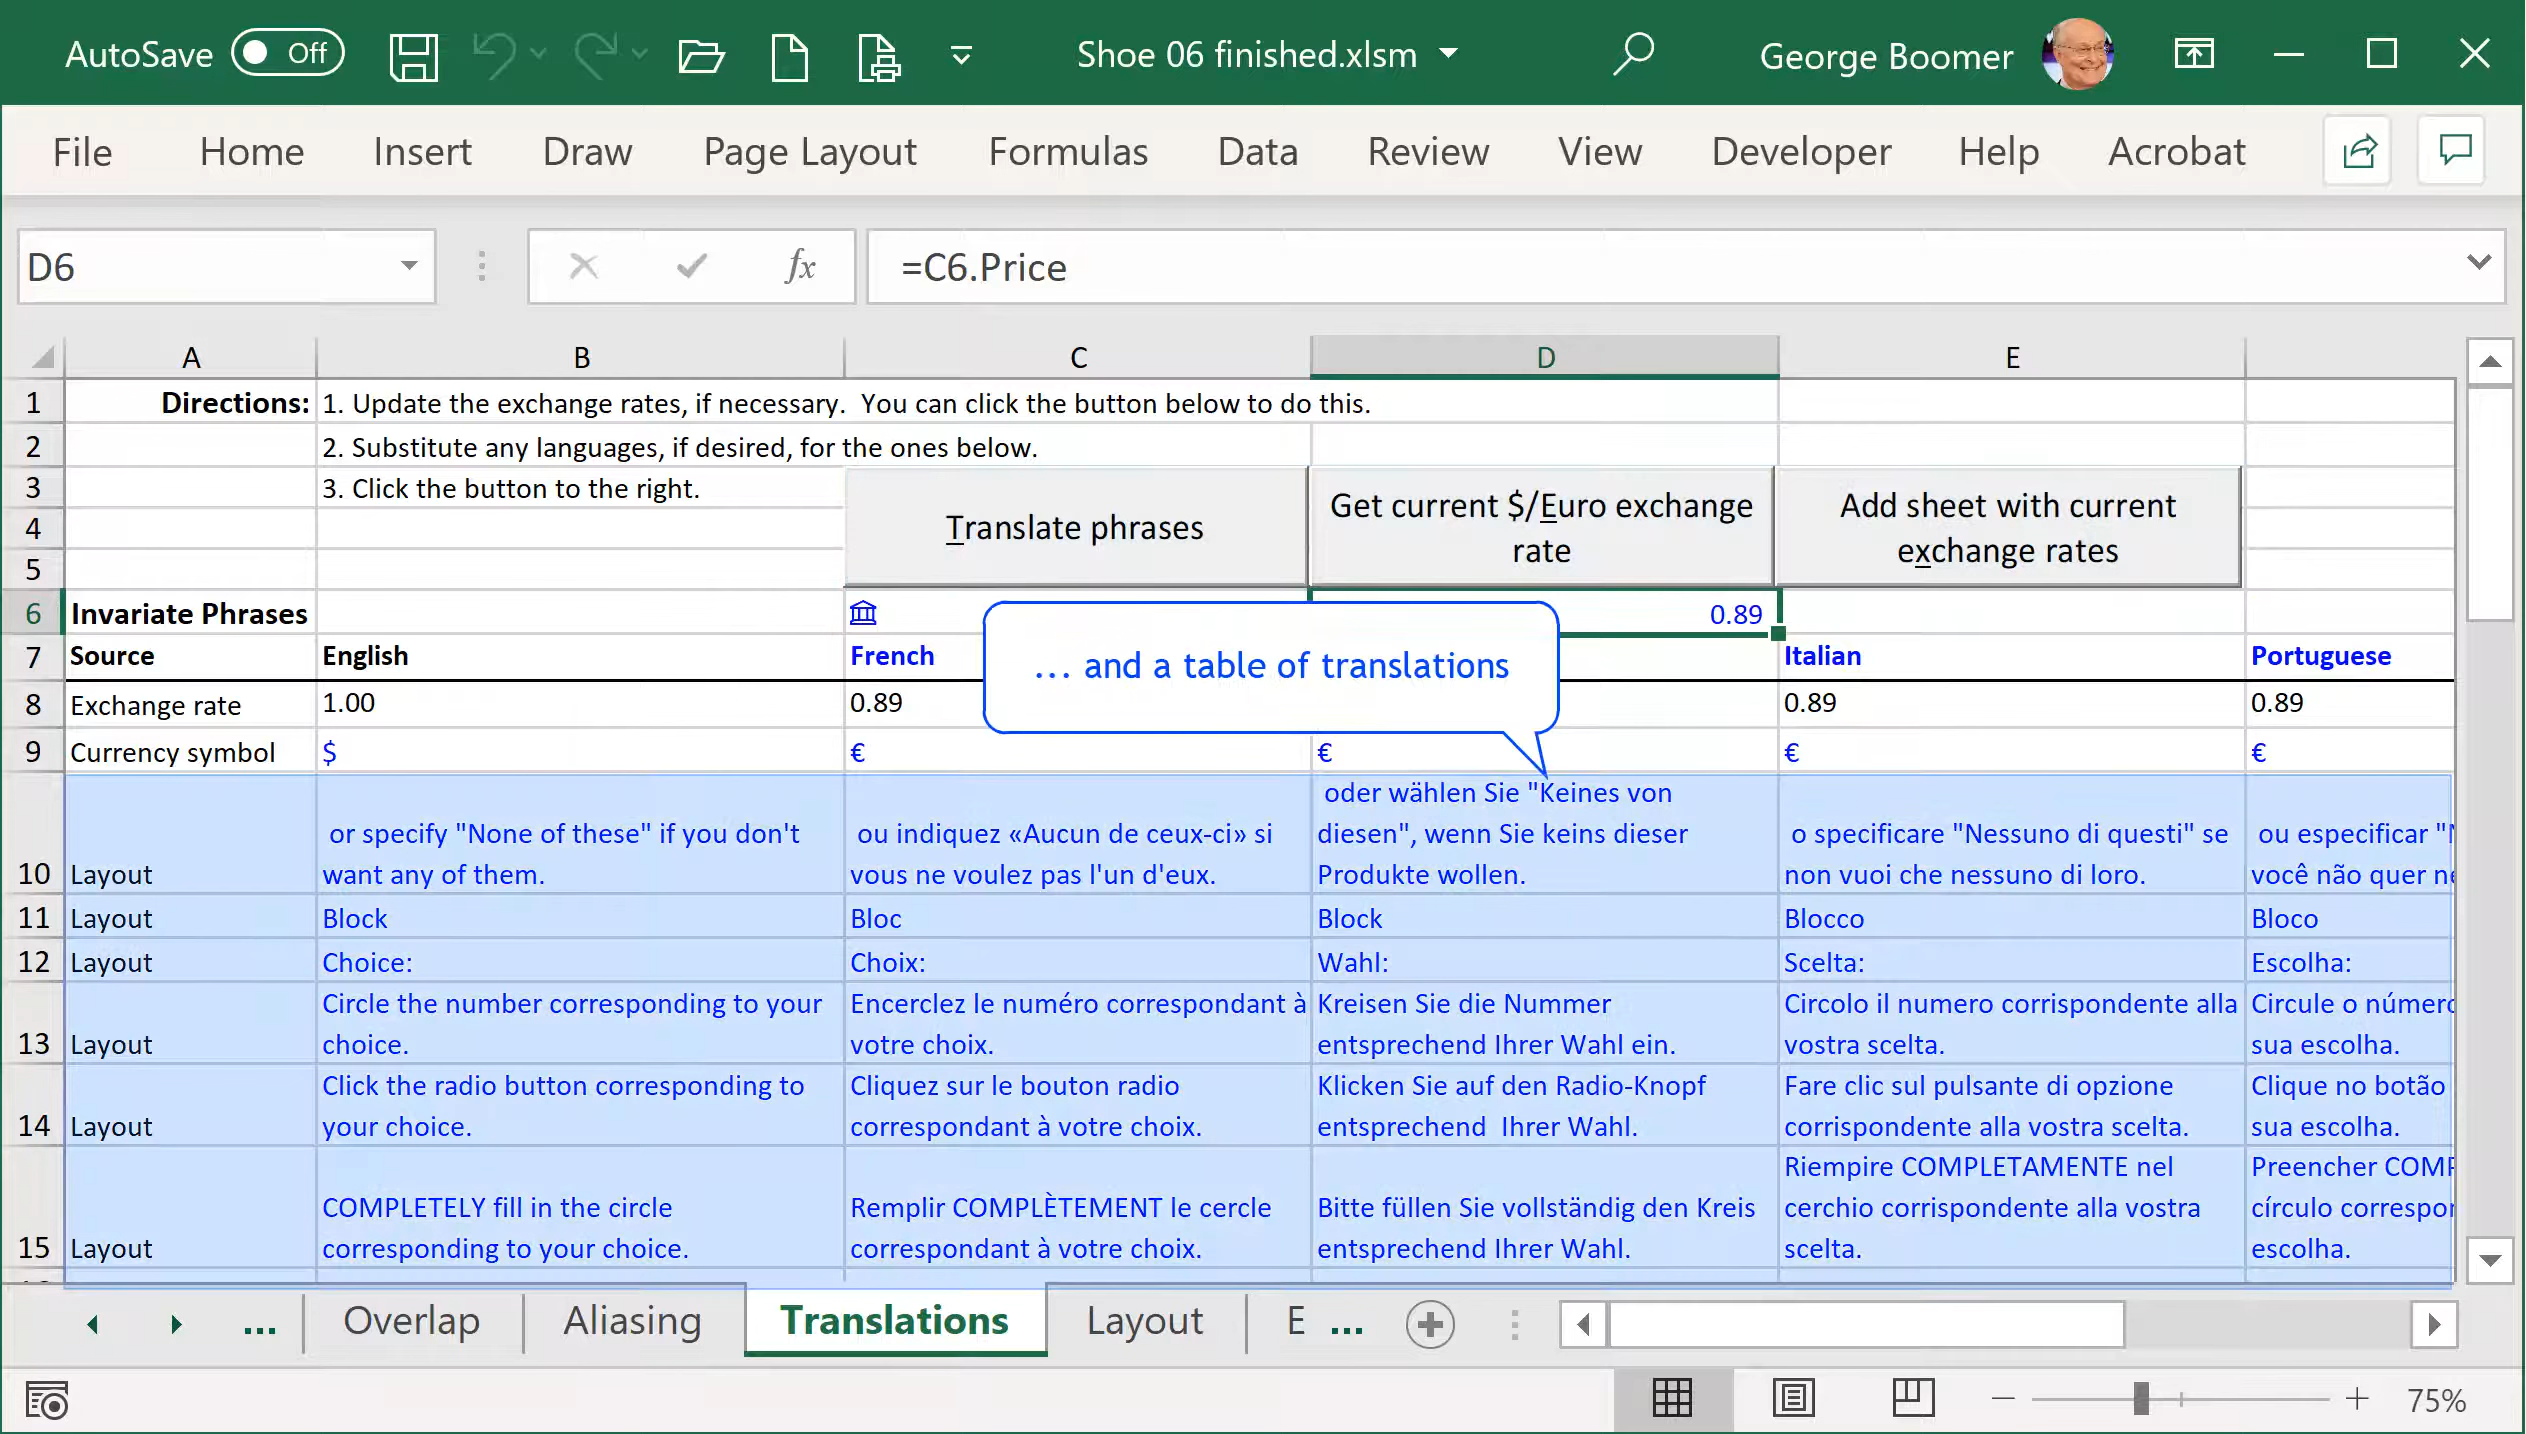 AutoSave Off Shoe 06 finished.xlsm George Boomer
File Home Insert Draw Page Layout Formulas Data Review View Developer Help Acrobat
D6 fx =C6.Price
A B C D E
1 Directions: 1. Update the exchange rates, if necessary.  You can click the button below to do this.
2 2. Substitute any languages, if desired, for the ones below.
3 3. Click the button to the right.
4
5
Translate phrases
Get current $/Euro exchange
rate
Add sheet with current
exchange rates
6 Invariate Phrases 0.89
... and a table of translations
7 Source English French Italian Portuguese
8 Exchange rate 1.00 0.89 0.89 0.89
9 Currency symbol $ € € € €
10 Layout
or specify "None of these" if you don't
want any of them.
ou indiquez «Aucun de ceux-ci» si
vous ne voulez pas l'un d'eux.
oder wählen Sie "Keines von
diesen", wenn Sie keins dieser
Produkte wollen.
o specificare "Nessuno di questi" se
non vuoi che nessuno di loro.
ou especificar "
você não quer
11 Layout Block Bloc Block Blocco Bloco
12 Layout Choice: Choix: Wahl: Scelta: Escolha:
13 Layout
Circle the number corresponding to your
choice.
Encerclez le numéro correspondant à
votre choix.
Kreisen Sie die Nummer
entsprechend Ihrer Wahl ein.
Circolo il numero corrispondente alla
vostra scelta.
Circule o
sua escolha.
14 Layout
Click the radio button corresponding to
your choice.
Cliquez sur le bouton radio
correspondant à votre choix.
Klicken Sie auf den Radio-Knopf
entsprechend  Ihrer Wahl.
Fare clic sul pulsante di opzione
corrispondente alla vostra scelta.
Clique no botão
sua escolha.
15 Layout
COMPLETELY fill in the circle
corresponding to your choice.
Remplir COMPLÈTEMENT le cercle
correspondant à votre choix.
Bitte füllen Sie vollständig den Kreis
entsprechend Ihrer Wahl.
Riempire COMPLETAMENTE nel
cerchio corrispondente alla vostra
scelta.
Preencher
círculo
escolha.
... Overlap Aliasing Translations Layout E ...
75%